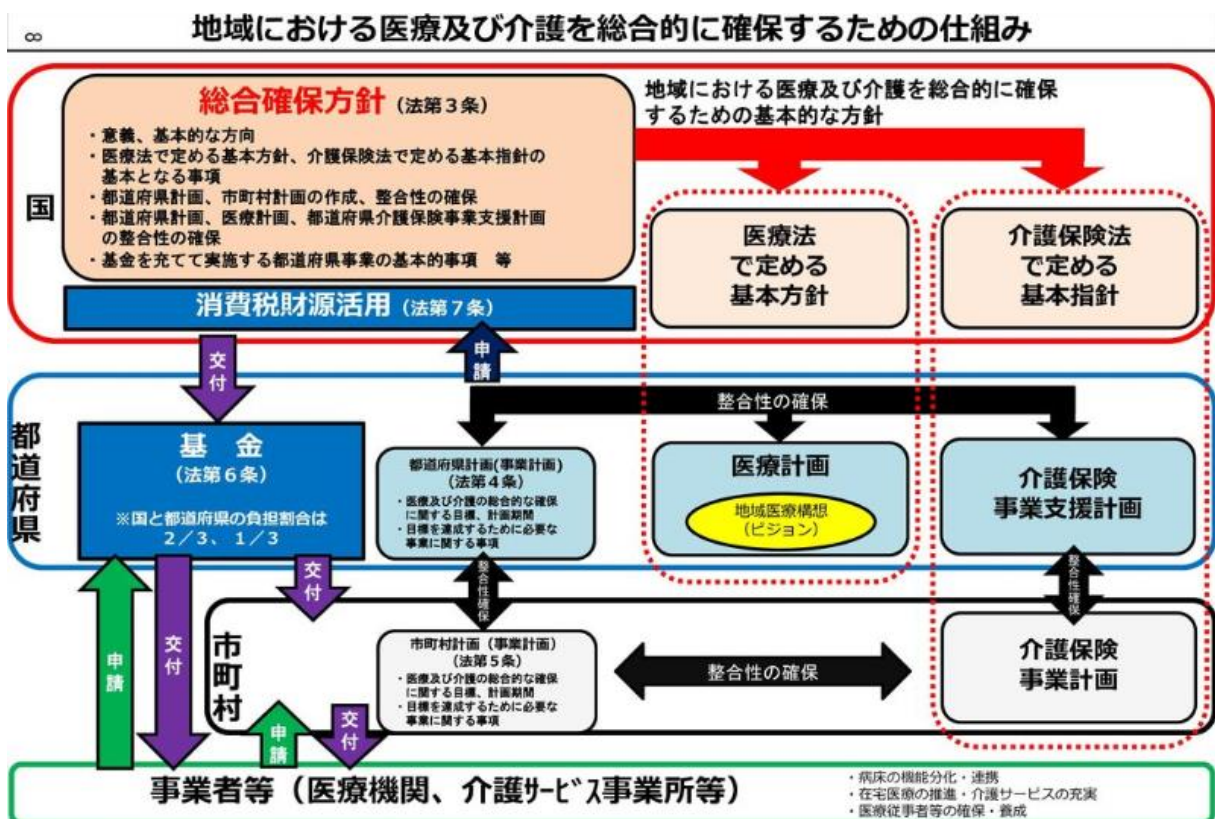 8
地域における医療及び介護を総合的に確保するための仕組み
国
総合確保方針 (法第３条)
・意義、基本的な方向
・医療法で定める基本方針、介護保険法で定める基本指針の
基本となる事項
・都道府県計画、市町村計画の作成、整合性の確保
・都道府県計画、医療計画、都道府県介護保険事業支援計画
の整合性の確保
・基金を充てて実施する都道府県事業の基本的事項　等
消費税財源活用 (法第７条)
地域における医療及び介護を総合的に確保
するための基本的な方針
医療法
で定める
基本方針
介護保険法
で定める
基本指針
交付
申請
都道府県
基　金
(法第６条)
※国と都道府県の負担割合は
２／３、１／３
整合性の確保
都道府県計画(事業計画)
(法第４条)
・医療及び介護の総合的な確保
に関する目標、計画期間
・目標を達成するために必要な
事業に関する事項
医療計画
地域医療構想
(ビジョン)
介護保険
事業支援計画
申請
交付
交付
整合性確保
整合性確保
市町村
市町村計画（事業計画）
(法第５条)
・医療及び介護の総合的な確保
に関する目標、計画期間
・目標を達成するために必要な
事業に関する事項
整合性の確保
介護保険
事業計画
申請
交付
事業者等（医療機関、介護ｻｰﾋﾞｽ事業所等）
・病床の機能分化・連携
・在宅医療の推進・介護サービスの充実
・医療従事者等の確保・養成